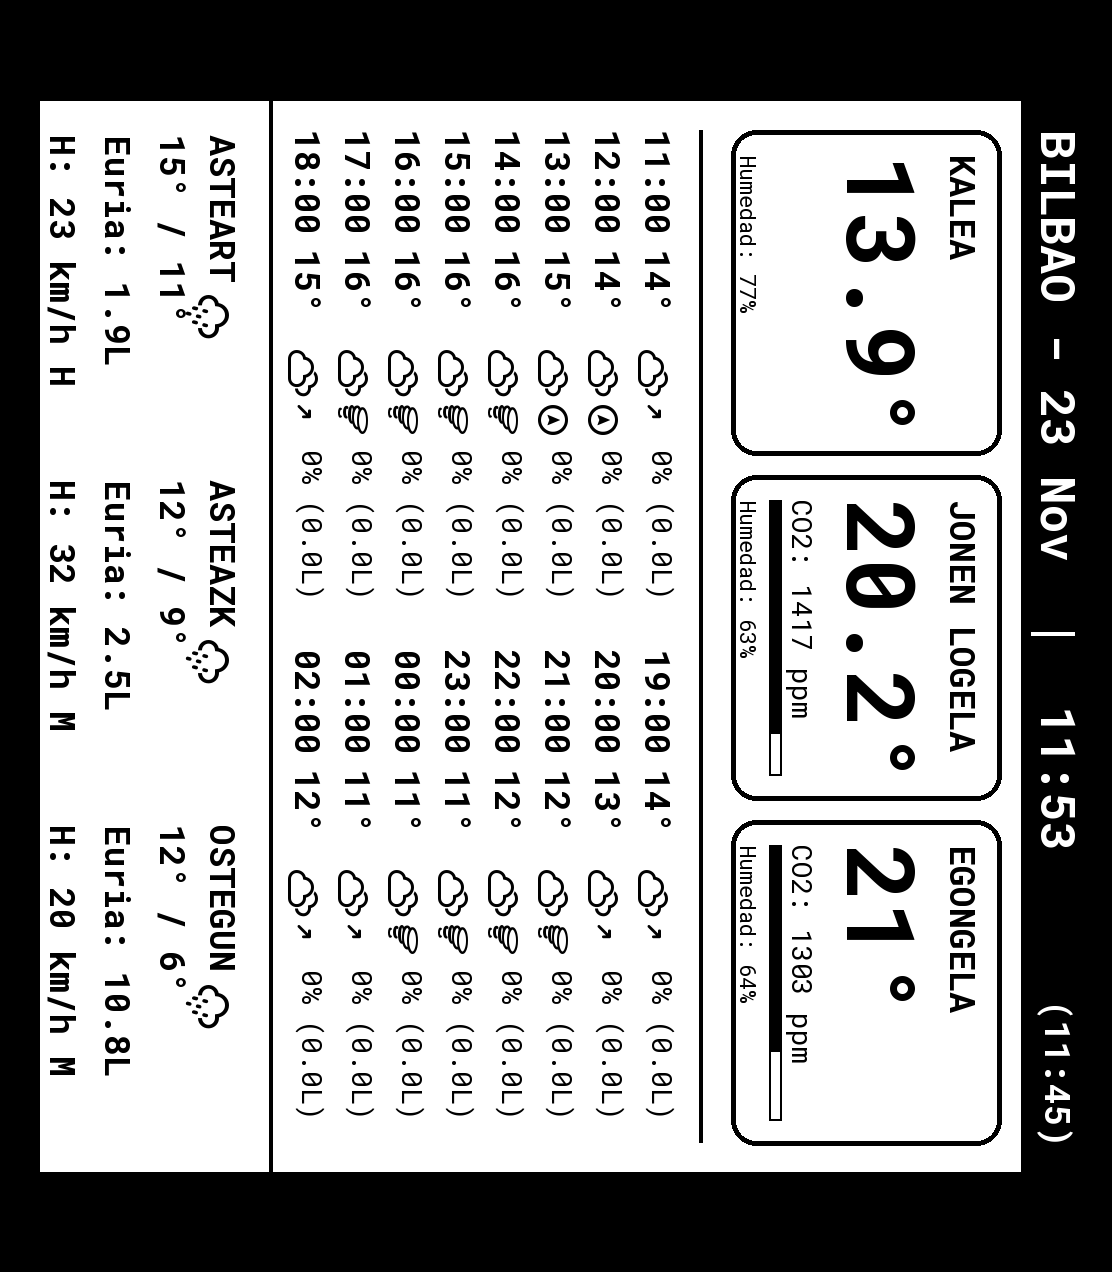 BILBAO - 23 Nov | 11:53 (11:45)
KALEA
13.9°
Humedad: 77%
JONEN LOGELA
20.2°
CO2: 1417 ppm
Humedad: 63%
EGONGELA
21°
CO2: 1303 ppm
Humedad: 64%
11:00 14° ↗ 0% (0.0L)
12:00 14° 0% (0.0L)
13:00 15° 0% (0.0L)
14:00 16° 0% (0.0L)
15:00 16° 0% (0.0L)
16:00 16° 0% (0.0L)
17:00 16° 0% (0.0L)
18:00 15° ↗ 0% (0.0L)
19:00 14° ↗ 0% (0.0L)
20:00 13° ↗ 0% (0.0L)
21:00 12° 0% (0.0L)
22:00 12° 0% (0.0L)
23:00 11° 0% (0.0L)
00:00 11° 0% (0.0L)
01:00 11° ↗ 0% (0.0L)
02:00 12° ↗ 0% (0.0L)
ASTEART
15° / 11°
Euria: 1.9L
H: 23 km/h H
ASTEAZK
12° / 9°
Euria: 2.5L
H: 32 km/h M
OSTEGUN
12° / 6°
Euria: 10.8L
H: 20 km/h M